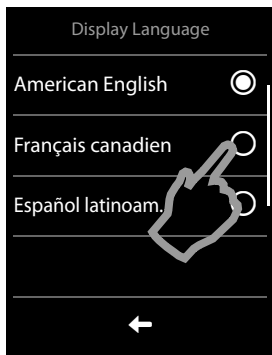 Display Language
American English
Français canadien
Español latinoam.